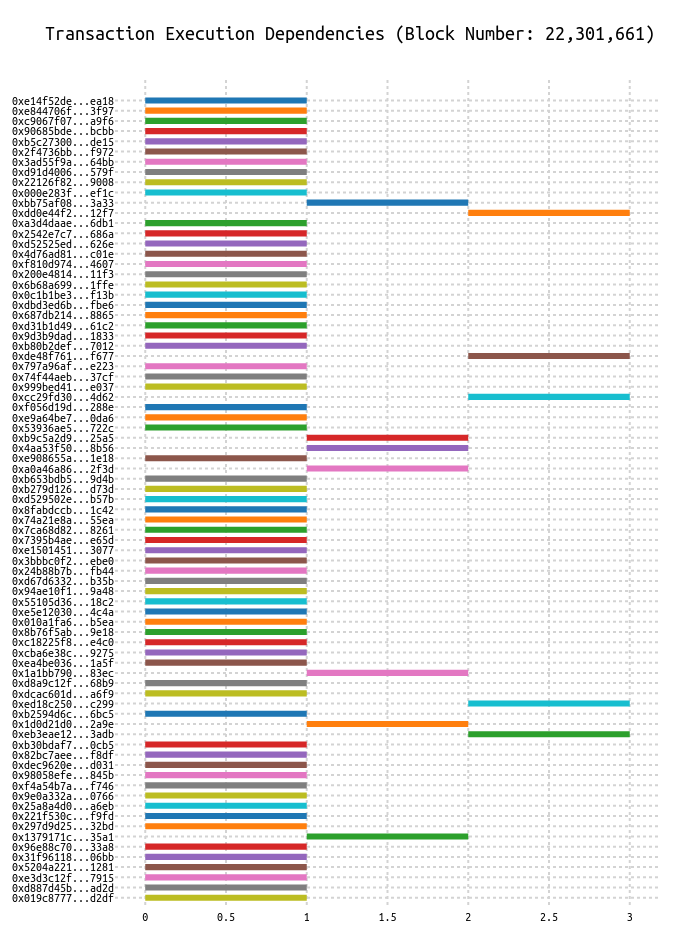 Transaction Execution Dependencies (Block Number: 22,301,661)
0xe14f52de...ea18
0xe844706f...3f97
0xc9067f07...a9f6
0x90685bde...bcbb
0xb5c27300...de15
0x2f4736bb...f972
0x3ad55f9a...64bb
0xd91d4006...579f
0x22126f82...9008
0x000e283f...ef1c
0xbb75af08...3a33
0xdd0e44f2...12f7
0xa3d4daae...6db1
0x2542e7c7...686a
0xd52525ed...626e
0x4d76ad81...c01e
0xf810d974...4607
0x200e4814...11f3
0x6b68a699...1ffe
0x0c1b1be3...f13b
0xdbd3ed6b...fbe6
0x687db214...8865
0xd31b1d49...61c2
0x9d3b9dad...1833
0xb80b2def...7012
0xde48f761...f677
0x797a96af...e223
0x74f44aeb...37cf
0x999bed41...e037
0xcc29fd30...4d62
0xf056d19d...288e
0xe9a64be7...0da6
0x53936ae5...722c
0xb9c5a2d9...25a5
0x4aa53f50...8b56
0xe908655a...1e18
0xa0a46a86...2f3d
0xb653bdb5...9d4b
0xb279d126...d73d
0xd529502e...b57b
0x8fabdccb...1c42
0x74a21e8a...55ea
0x7ca68d82...8261
0x7395b4ae...e65d
0xe1501451...3077
0x3bbbc0f2...ebe0
0x24b88b7b...fb44
0xd67d6332...b35b
0x94ae10f1...9a48
0x55105d36...18c2
0xe5e12030...4c4a
0x010a1fa6...b5ea
0x8b76f5ab...9e18
0xc18225f8...e4c0
0xcba6e38c...9275
0xea4be036...1a5f
0x1a1bb790...83ec
0xd8a9c12f...68b9
0xdcac601d...a6f9
0xed18c250...c299
0xb2594d6c...6bc5
0x1d0d21d0...2a9e
0xeb3eae12...3adb
0xb30bdaf7...0cb5
0x82bc7aee...f8df
0xdec9620e...d031
0x98058efe...845b
0xf4a54b7a...f746
0x9e0a332a...0766
0x25a8a4d0...a6eb
0x221f530c...f9fd
0x297d9d25...32bd
0x1379171c...35a1
0x96e88c70...33a8
0x31f96118...06bb
0x5204a221...1281
0xe3d3c12f...7915
0xd887d45b...ad2d
0x019c8777...d2df
0 0.5 1 1.5 2 2.5 3